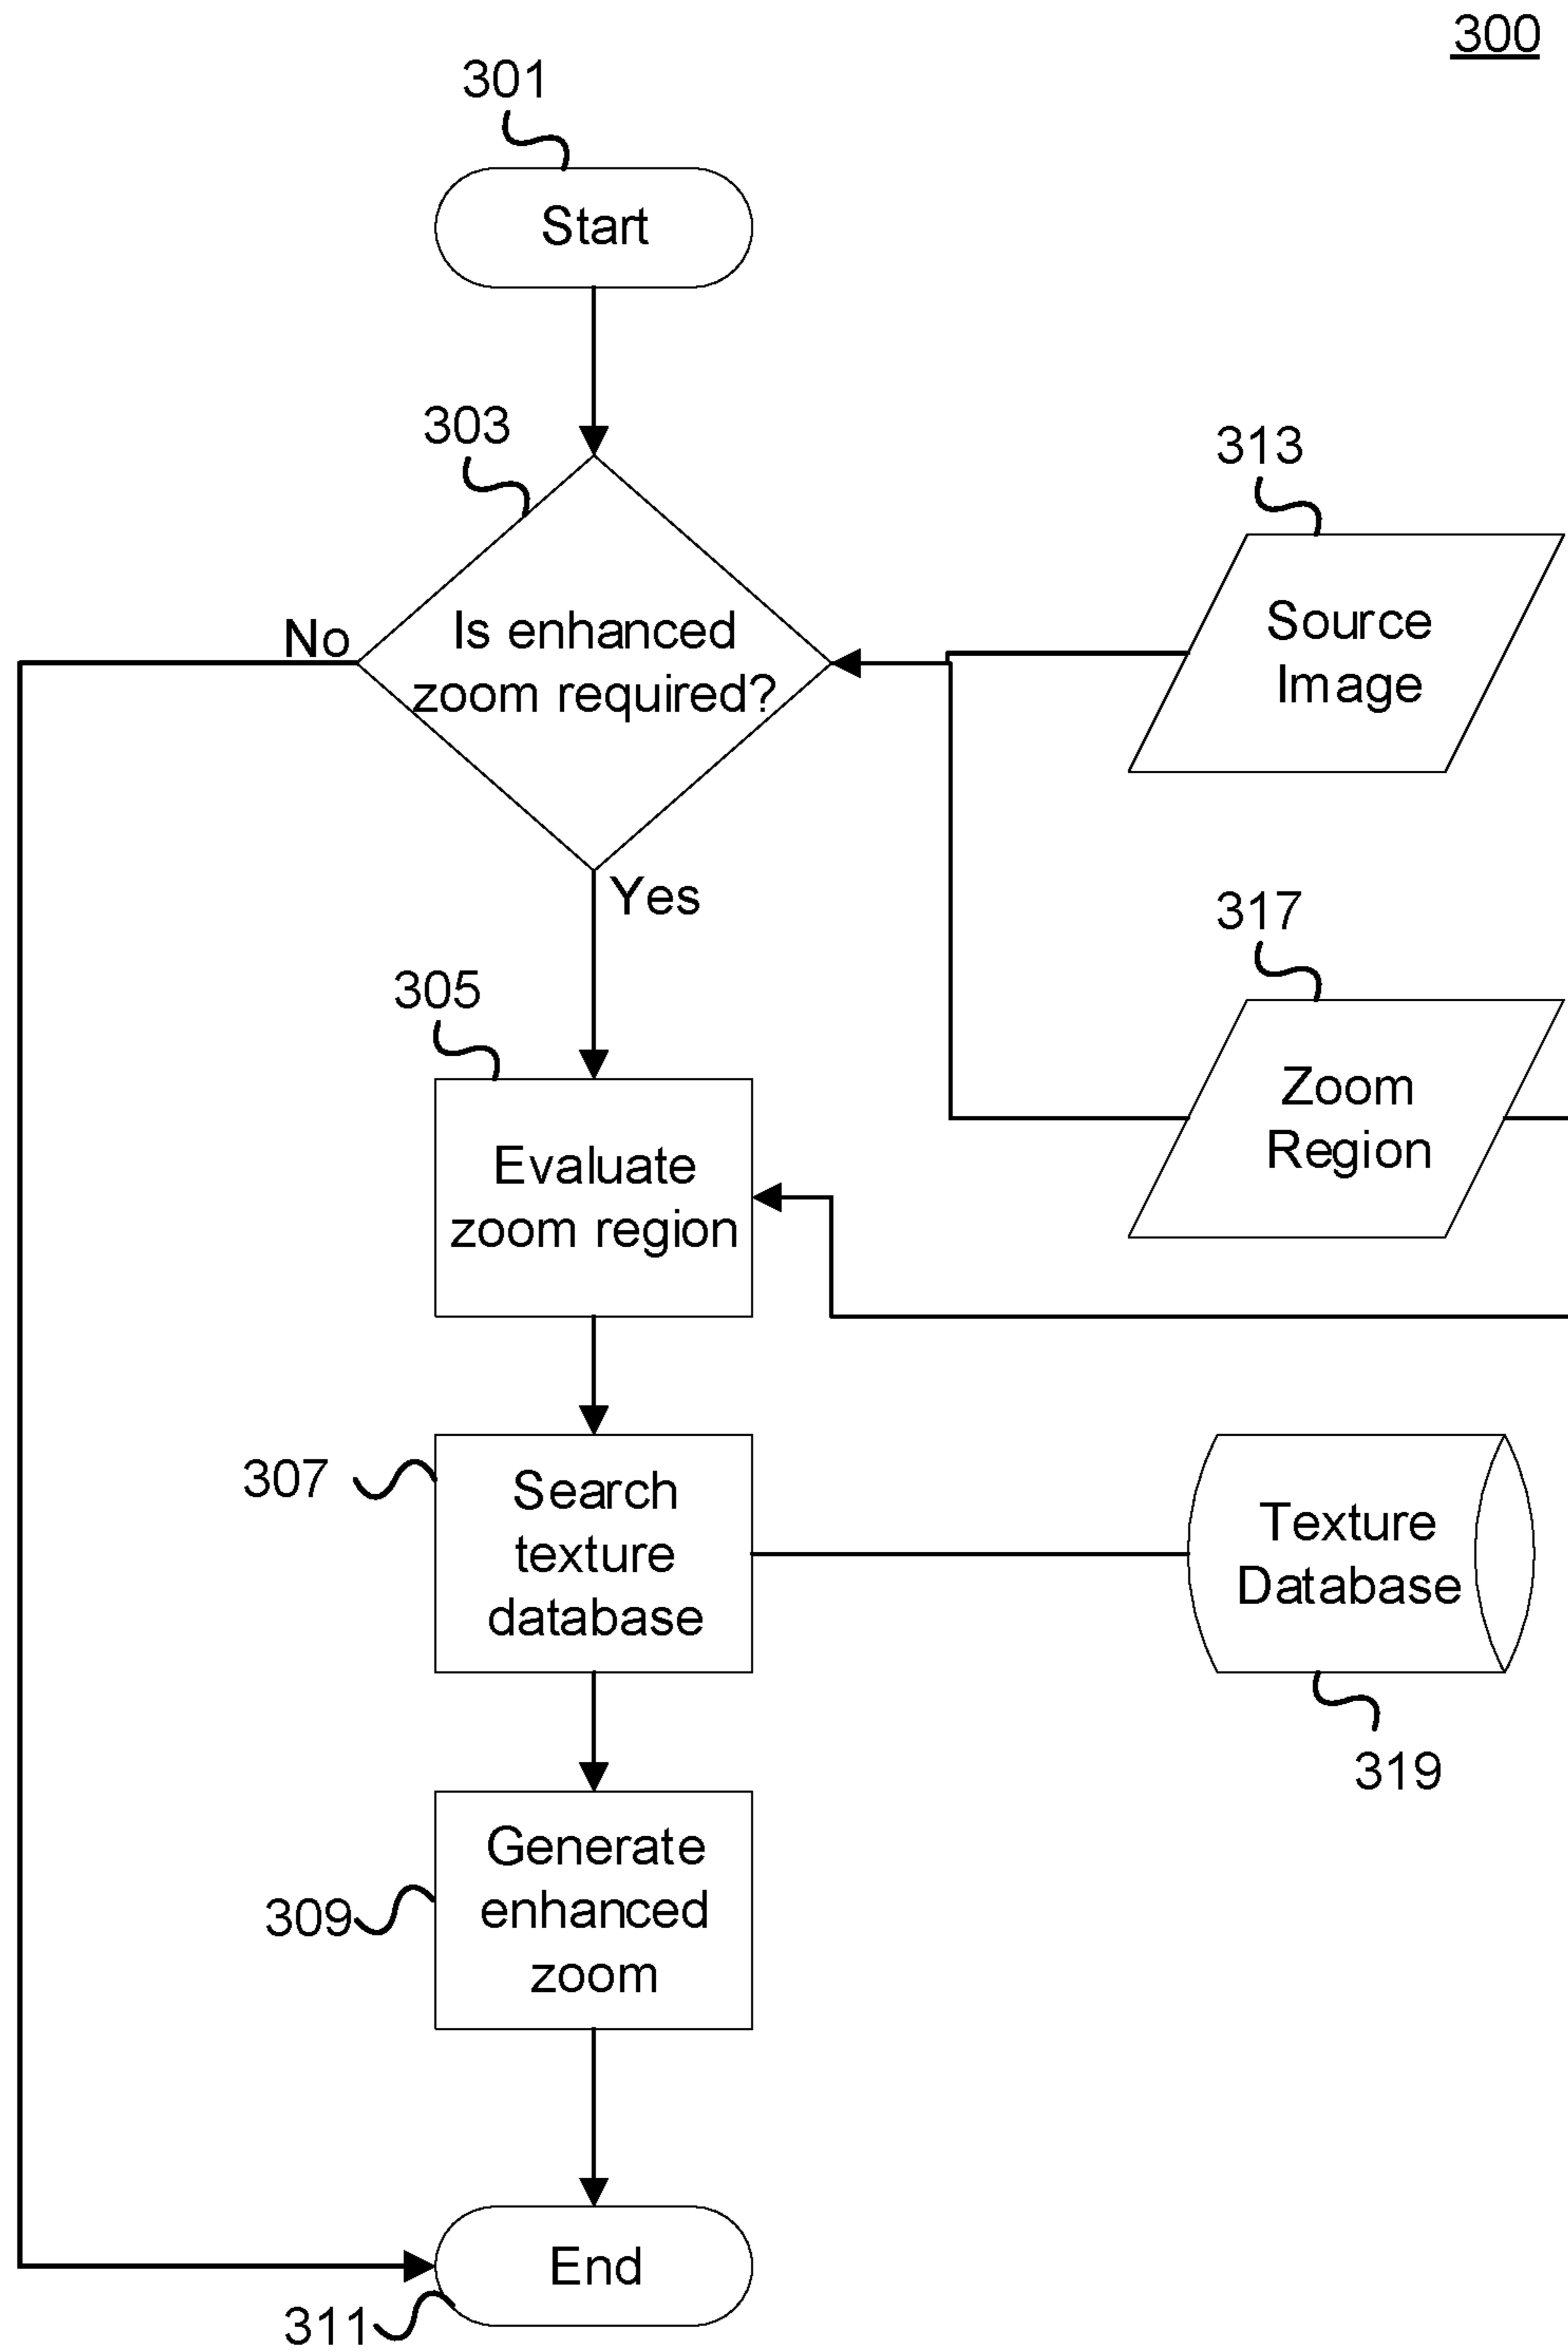 300
301
Start
303
313
No
Is enhanced
zoom required?
Source
Image
Yes
317
305
Zoom
Region
Evaluate
zoom region
307
Search
texture
database
Texture
Database
319
Generate
enhanced
zoom
309
End
311